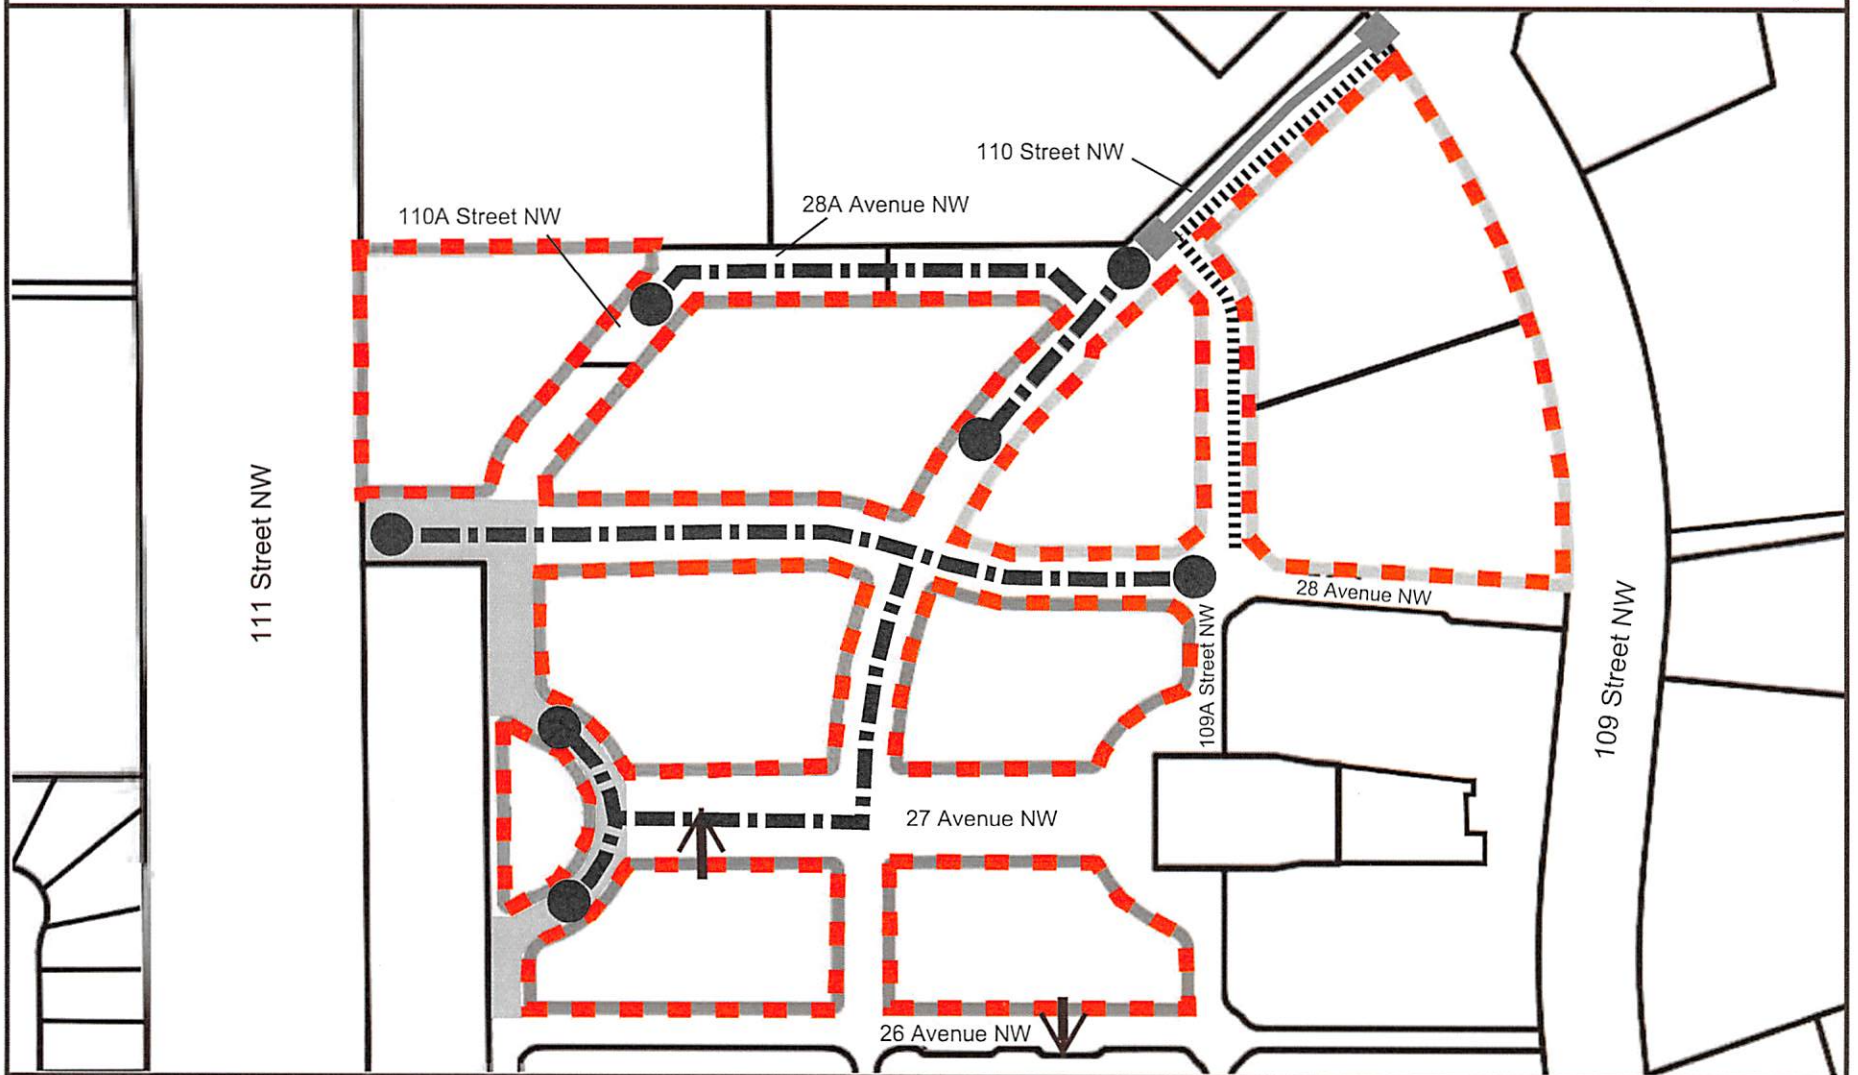 110 Street NW
28A Avenue NW
110A Street NW
111 Street NW
28 Avenue NW
109A Street NW
109 Street NW
27 Avenue NW
26 Avenue NW